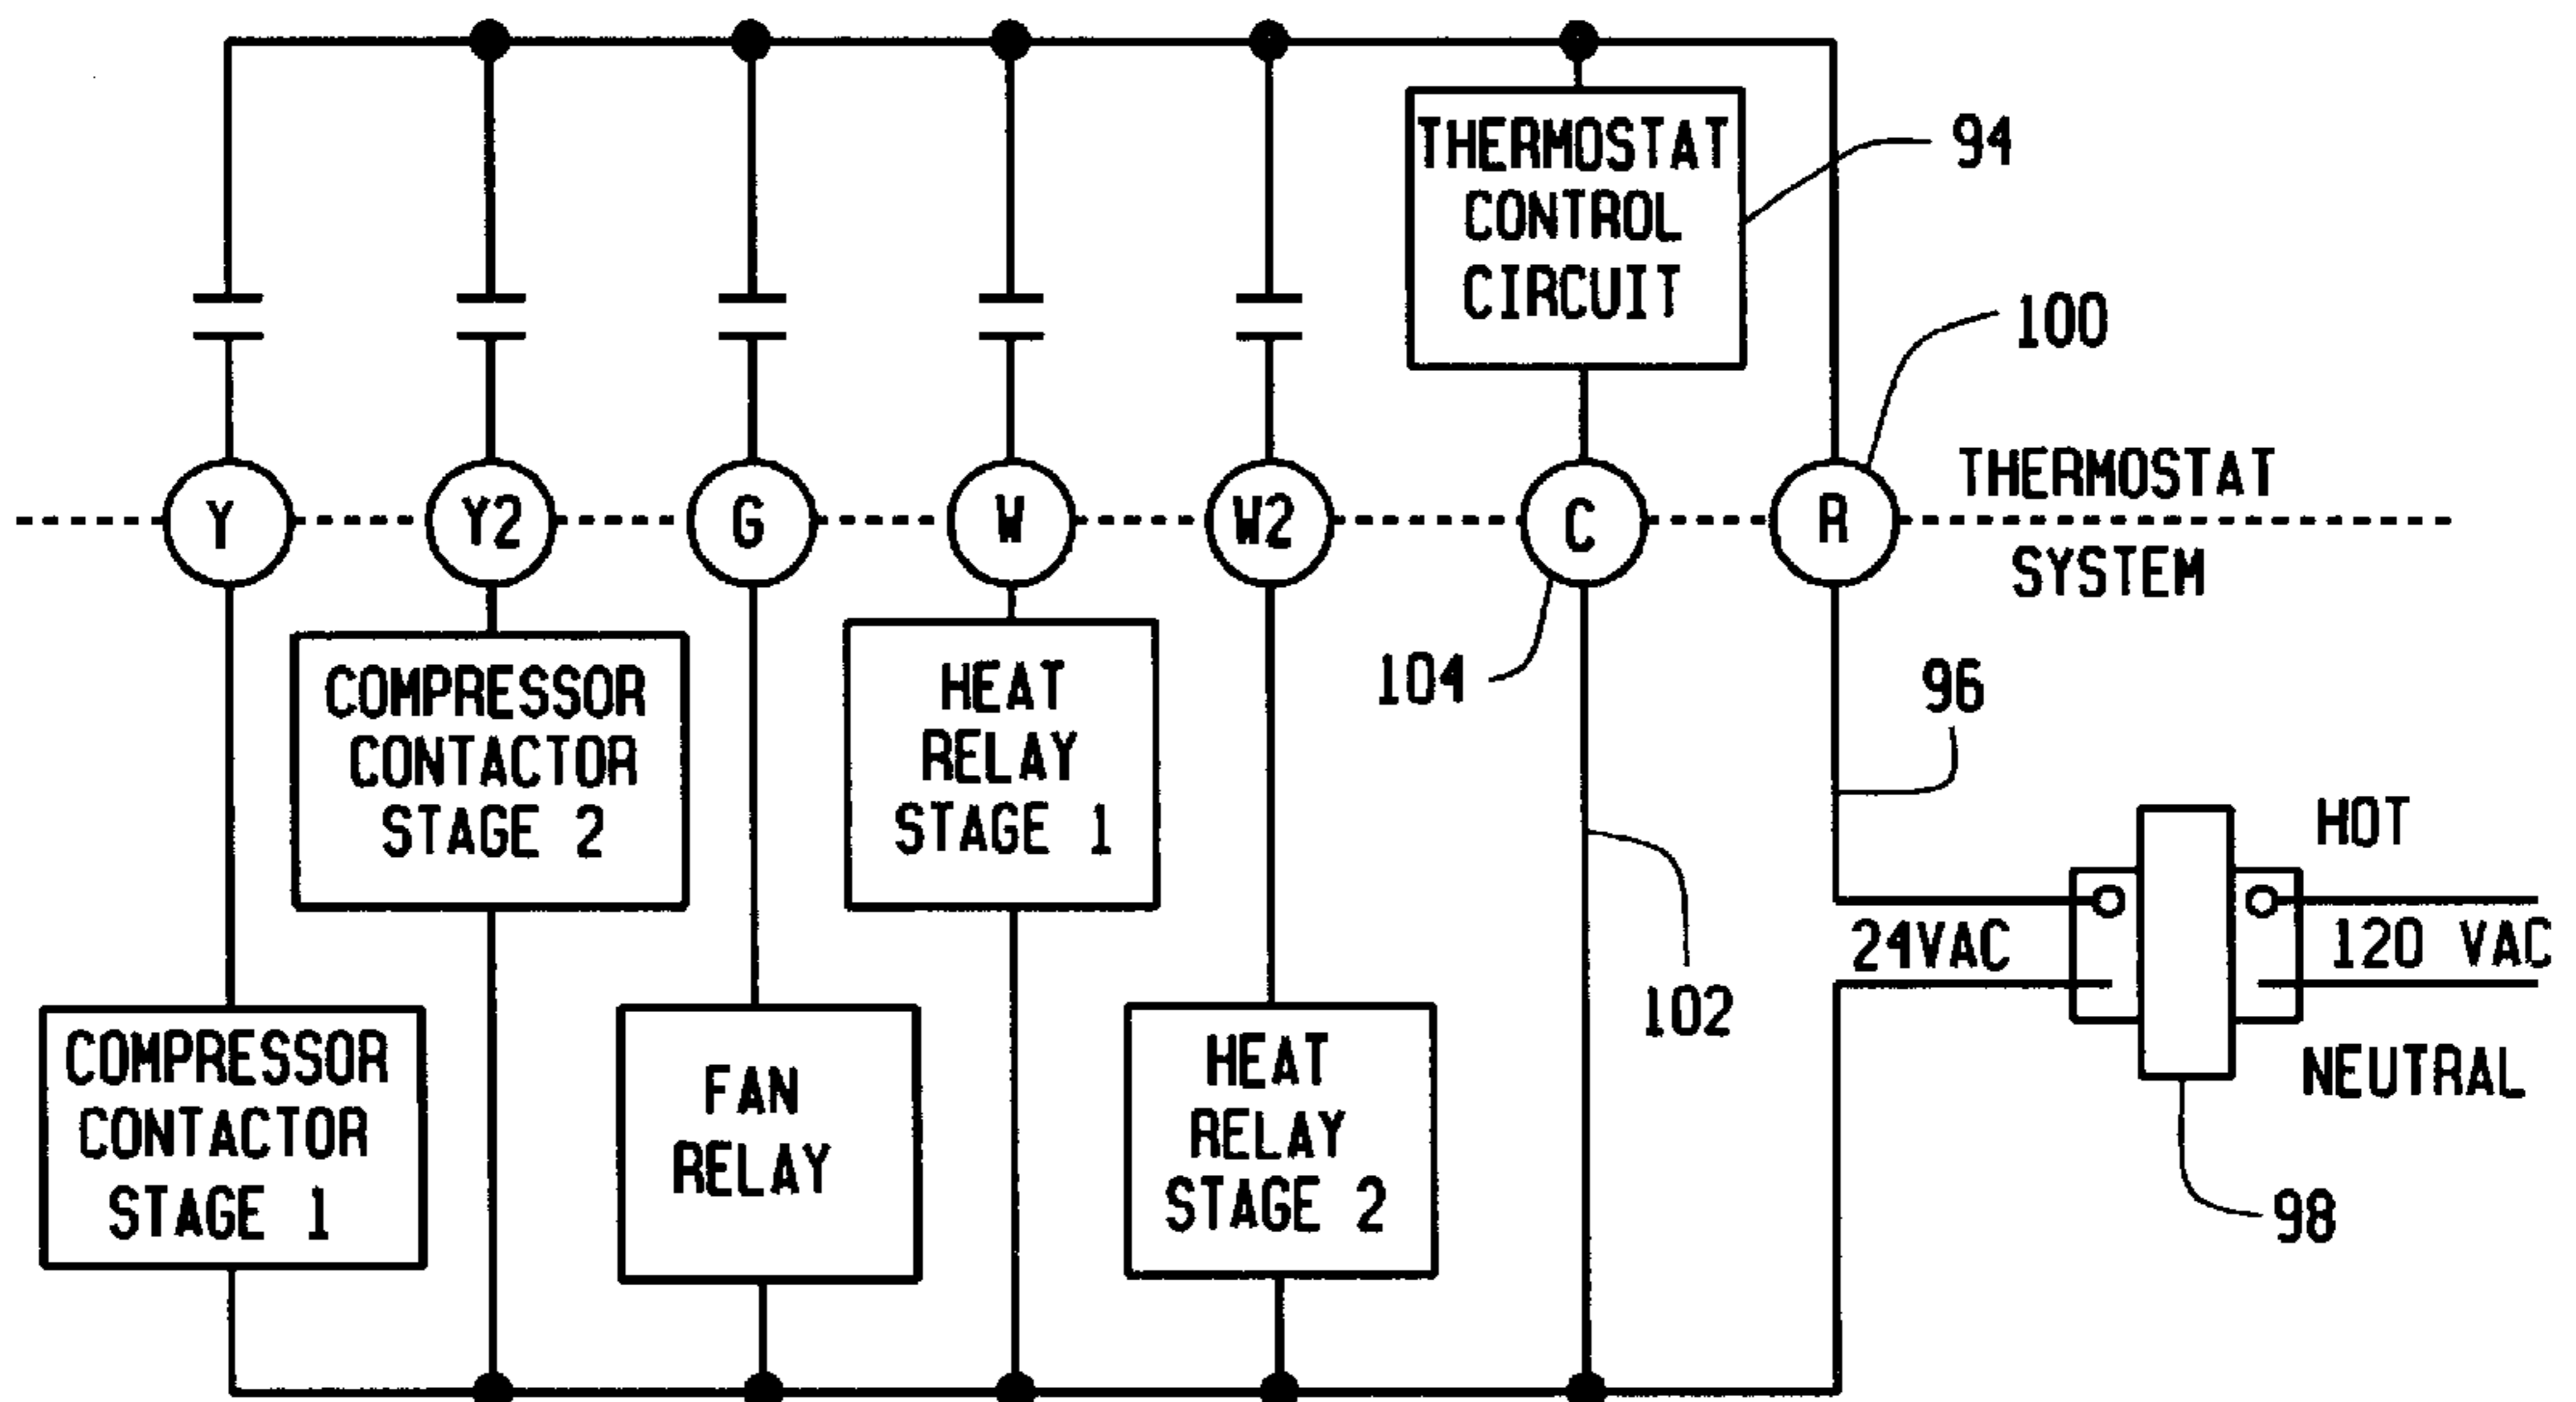 THERMOSTAT
CONTROL
CIRCUIT
94
100
Y
Y2
G
W
W2
C
R
THERMOSTAT
SYSTEM
COMPRESSOR
CONTACTOR
STAGE 2
HEAT
RELAY
STAGE 1
104
96
102
HOT
24VAC
120 VAC
NEUTRAL
98
COMPRESSOR
CONTACTOR
STAGE 1
FAN
RELAY
HEAT
RELAY
STAGE 2